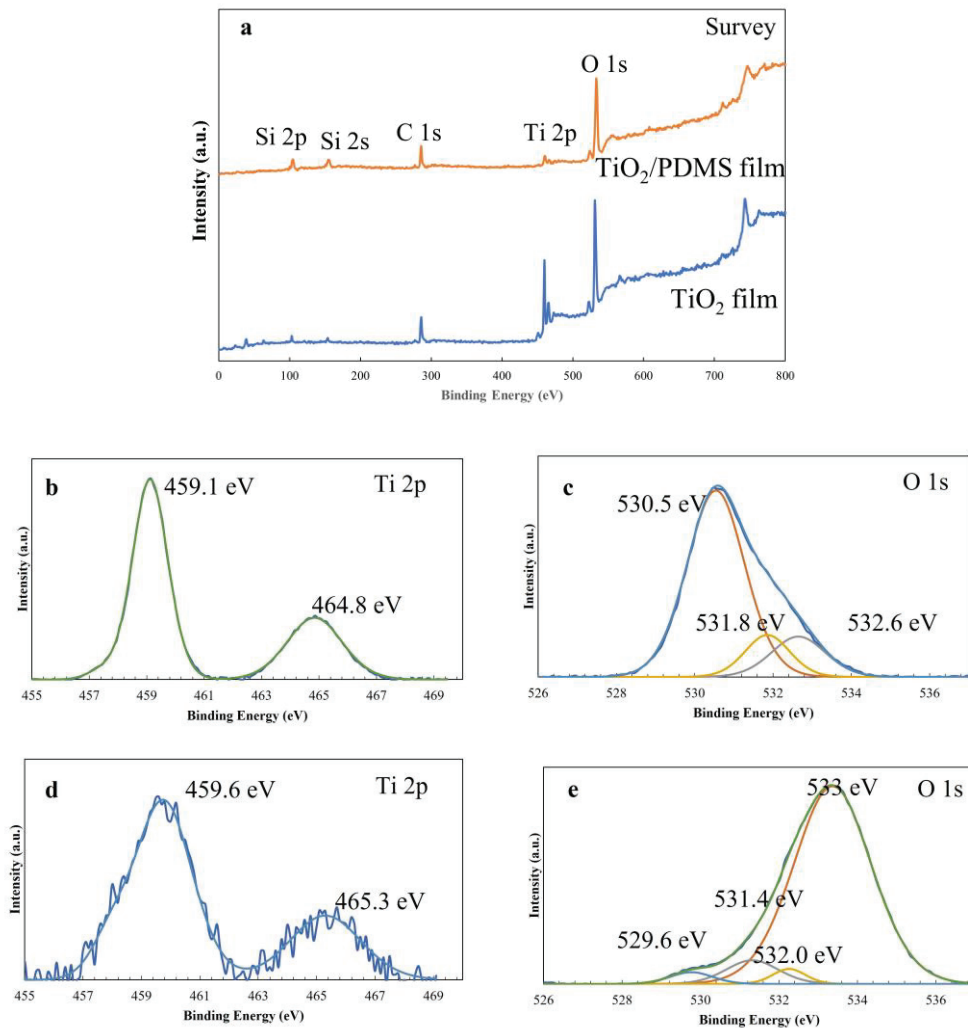 a
Survey
O 1s
Si 2p
Si 2s
C 1s
Ti 2p
TiO2/PDMS film
TiO2 film
Intensity (a.u.)
0 100 200 300 400 500 600 700 800
Binding Energy (eV)
b
459.1 eV
Ti 2p
464.8 eV
Intensity (a.u.)
455 457 459 461 463 465 467 469
Binding Energy (eV)
c
O 1s
530.5 eV
531.8 eV
532.6 eV
Intensity (a.u.)
526 528 530 532 534 536
Binding Energy (eV)
d
459.6 eV
Ti 2p
465.3 eV
Intensity (a.u.)
455 457 459 461 463 465 467 469
Binding Energy (eV)
e
533 eV
O 1s
531.4 eV
529.6 eV
532.0 eV
Intensity (a.u.)
526 528 530 532 534 536
Binding Energy (eV)